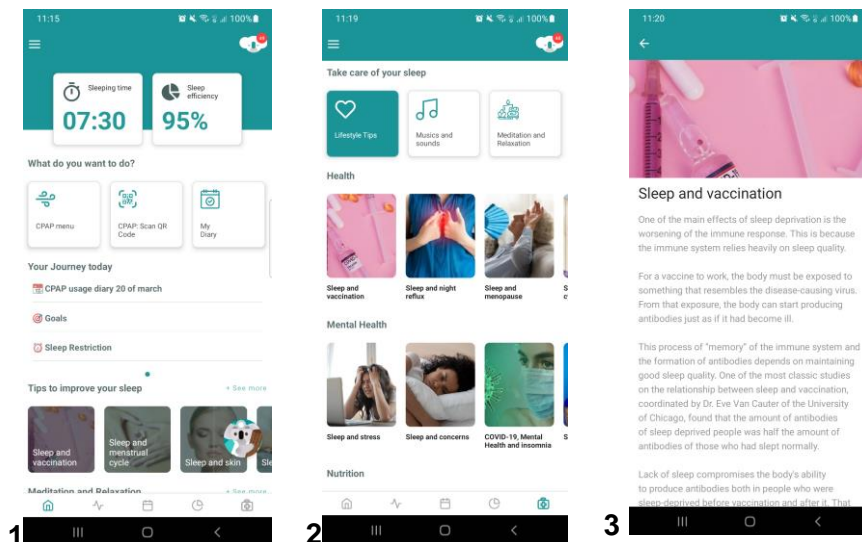 11:15
100%
Sleeping time
07:30
Sleep
efficiency
95%
What do you want to do?
CPAP menu
CPAP: Scan QR
Code
My
Diary
Your Journey today
CPAP usage diary 20 of march
Goals
Sleep Restriction
Tips to improve your sleep
+ See more
Sleep and
vaccination
Sleep and
menstrual
cycle
Sleep and skin
Sle
Meditation and Relaxation
+ See more
1
11:19
100%
Take care of your sleep
Lifestyle Tips
Musics and
sounds
Meditation and
Relaxation
Health
Sleep and
vaccination
Sleep and night
reflux
Sleep and
menopause
Mental Health
Sleep and stress
Sleep and concerns
COVID-19, Mental
Health and insomnia
S
Nutrition
2
11:20
100%
Sleep and vaccination
One of the main effects of sleep deprivation is the
worsening of the immune response. This is because
the immune system relies heavily on sleep quality.
For a vaccine to work, the body must be exposed to
something that resembles the disease-causing virus.
From that exposure, the body can start producing
antibodies just as if it had become ill.
This process of "memory" of the immune system and
the formation of antibodies depends on maintaining
good sleep quality. One of the most classic studies
on the relationship between sleep and vaccination,
coordinated by Dr. Eve Van Cauter of the University
of Chicago, found that the amount of antibodies
of sleep deprived people was half the amount of
antibodies of those who had slept normally.
Lack of sleep compromises the body's ability
to produce antibodies both in people who were
sleep-deprived before vaccination and after it. That
3